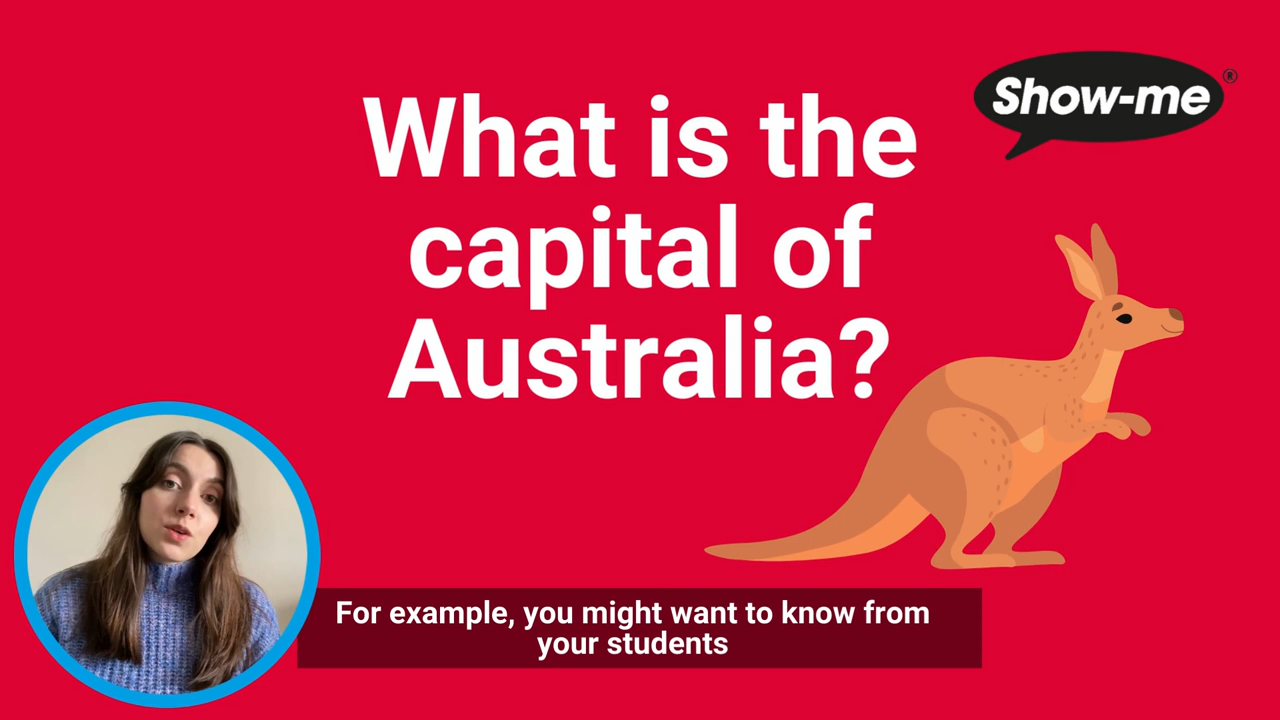 What is the
capital of
Australia?
Show-me®
For example, you might want to know from
your students